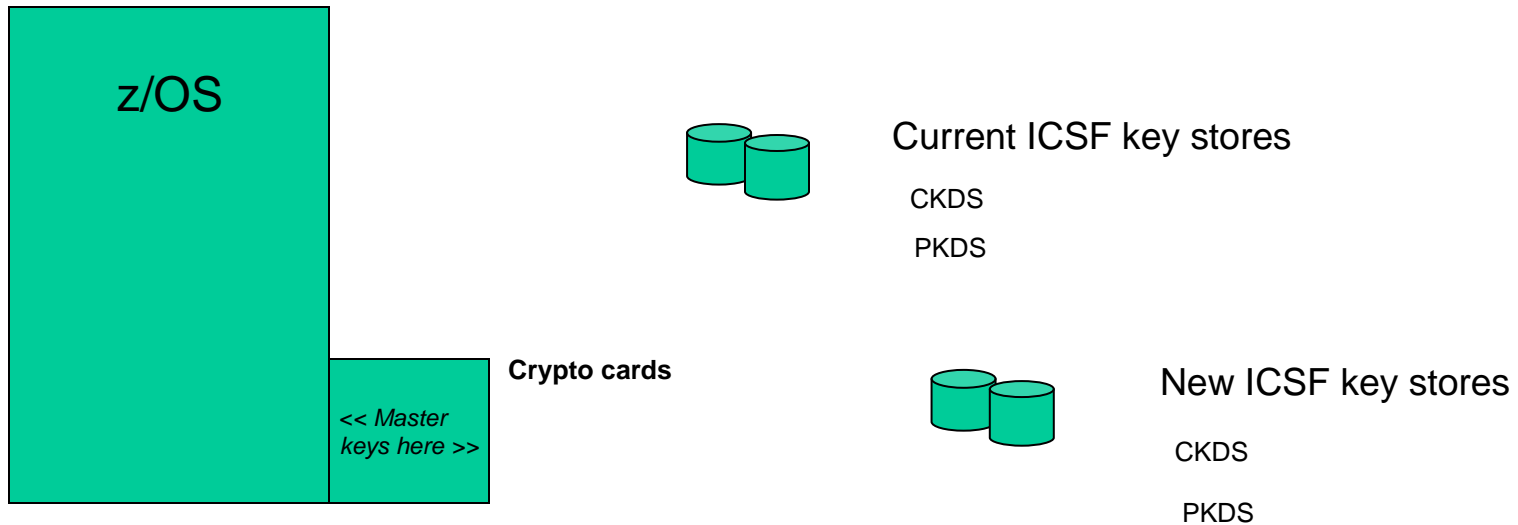 z/OS
Current ICSF key stores
CKDS
PKDS
Crypto cards
<< Master
keys here >>
New ICSF key stores
CKDS
PKDS